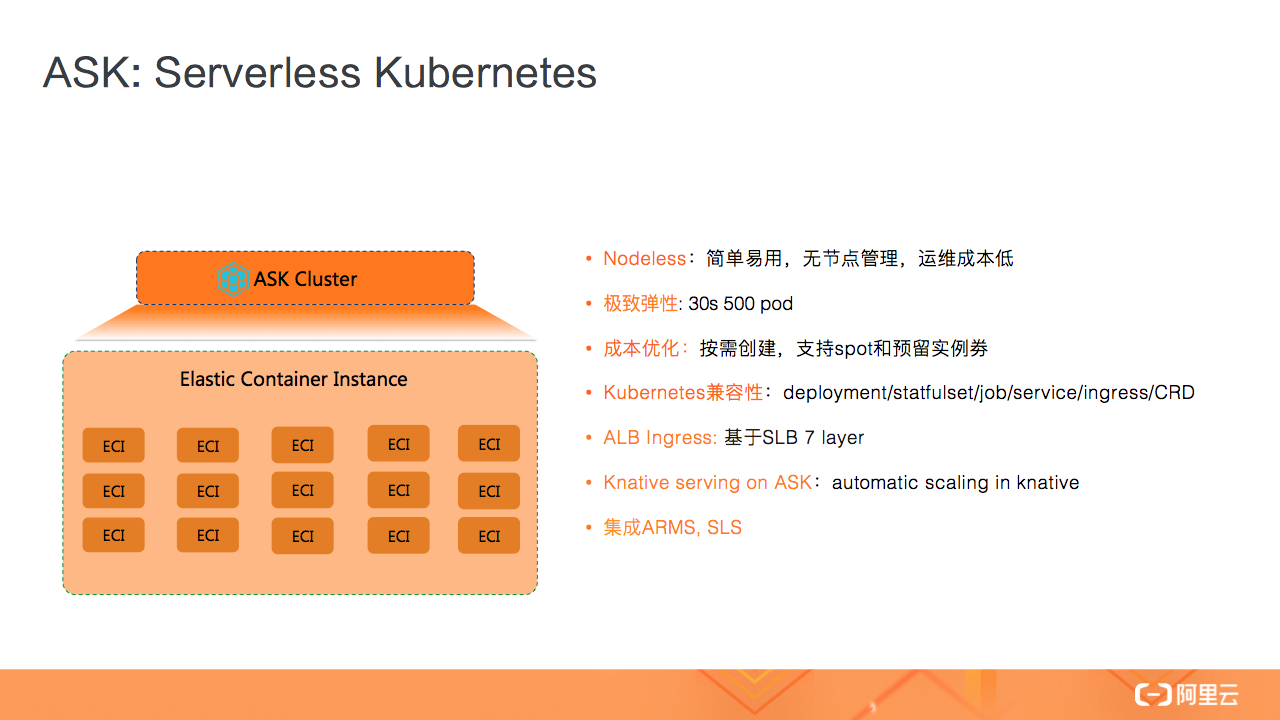 ASK: Serverless Kubernetes
ASK Cluster
Elastic Container Instance
ECI ECI ECI ECI ECI
ECI ECI ECI ECI ECI
ECI ECI ECI ECI ECI
• Nodeless：简单易用，无节点管理，运维成本低
• 极致弹性: 30s 500 pod
• 成本优化：按需创建，支持spot和预留实例券
• Kubernetes兼容性：deployment/statfulset/job/service/ingress/CRD
• ALB Ingress: 基于SLB 7 layer
• Knative serving on ASK：automatic scaling in knative
• 集成ARMS, SLS
阿里云